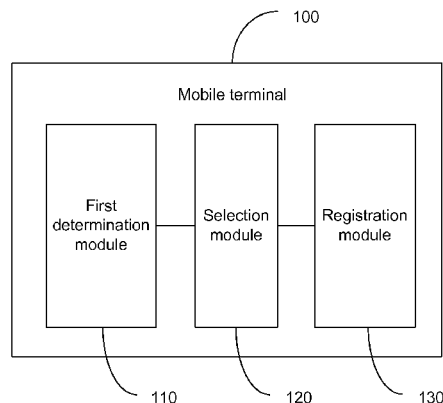 100
Mobile terminal
First
determination
module
Selection
module
Registration
module
110
120
130